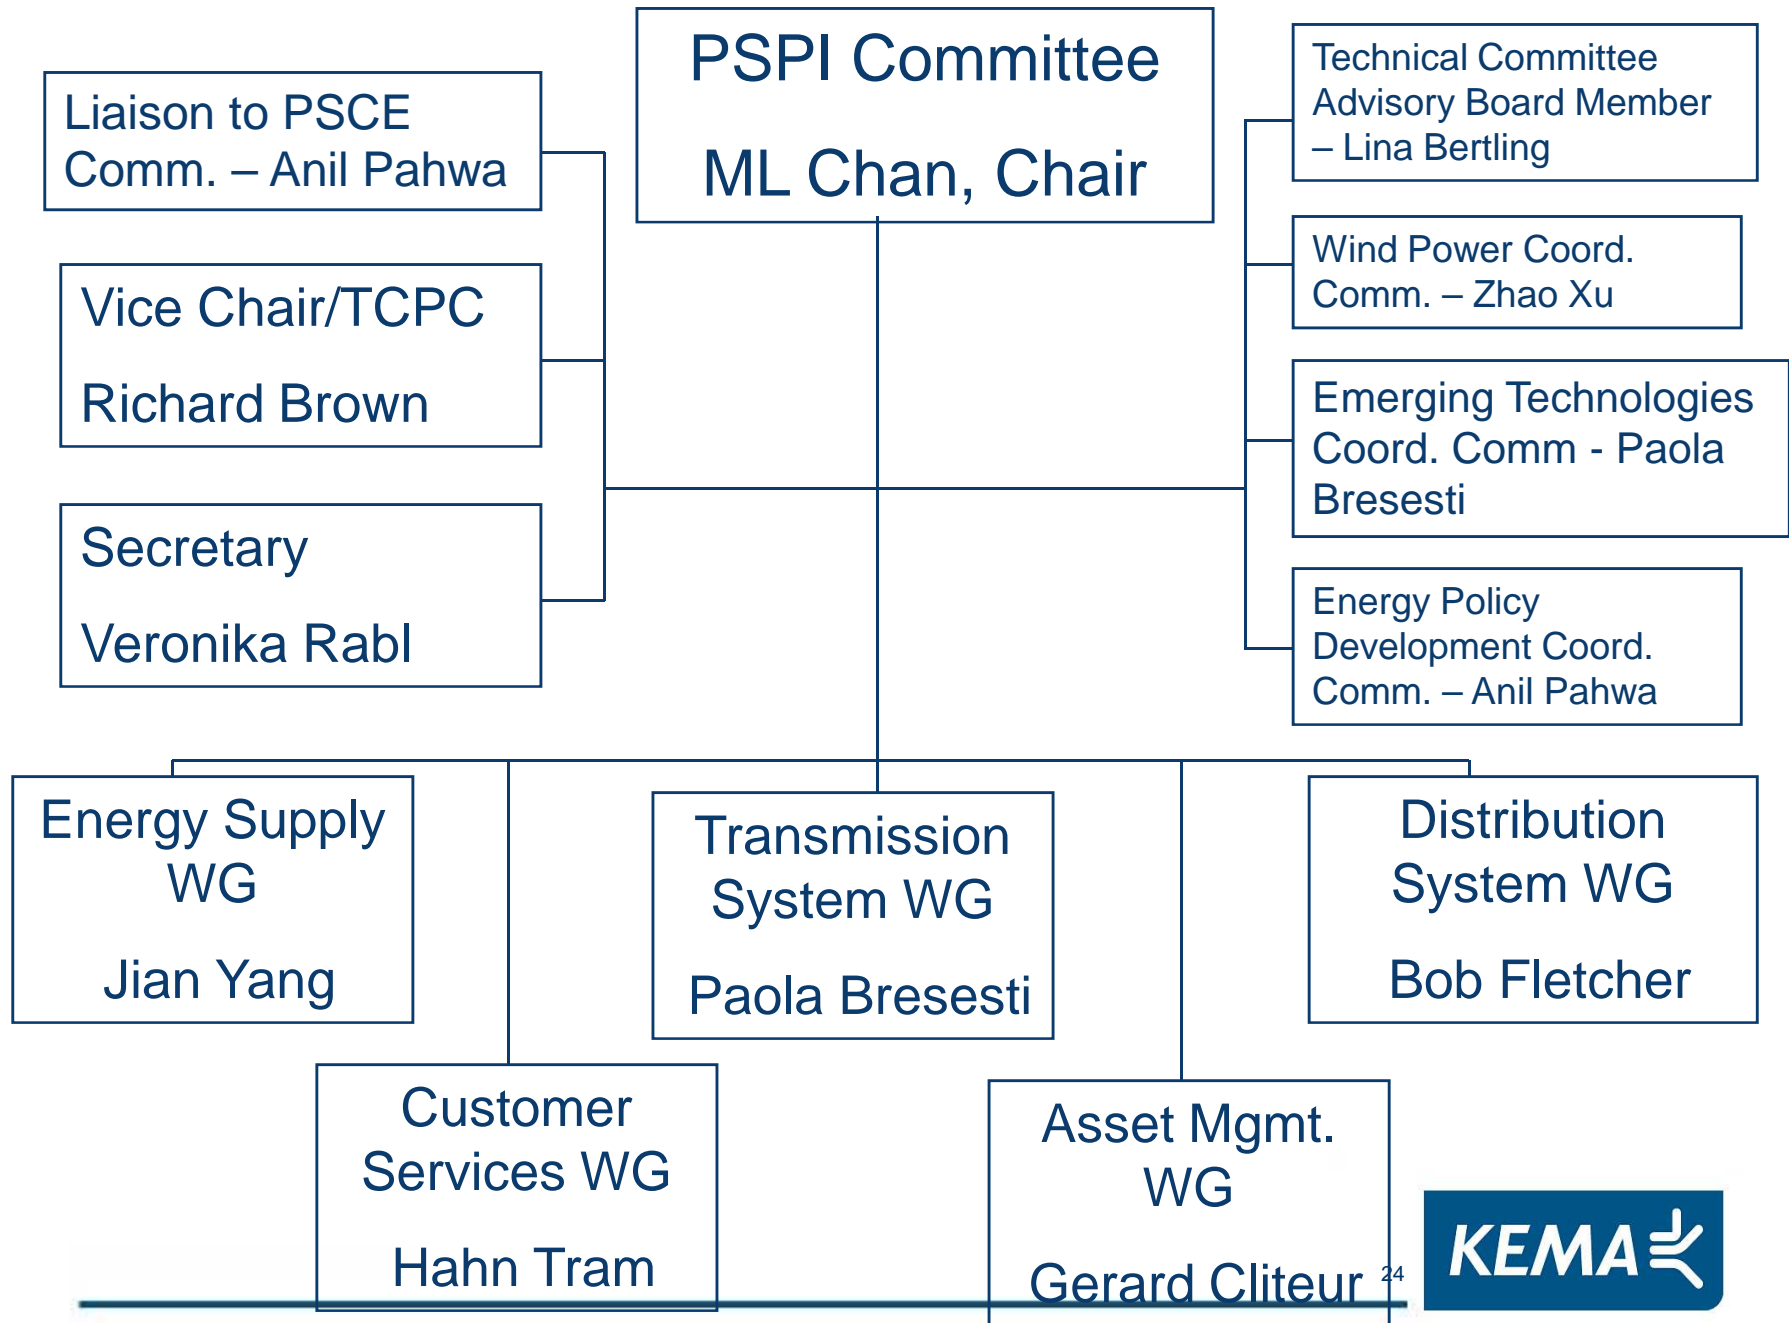 PSPI Committee
ML Chan, Chair
Liaison to PSCE
Comm. – Anil Pahwa
Vice Chair/TCPC
Richard Brown
Secretary
Veronika Rabl
Technical Committee
Advisory Board Member
– Lina Bertling
Wind Power Coord.
Comm. – Zhao Xu
Emerging Technologies
Coord. Comm - Paola
Bresesti
Energy Policy
Development Coord.
Comm. – Anil Pahwa
Energy Supply
WG
Jian Yang
Customer
Services WG
Hahn Tram
Transmission
System WG
Paola Bresesti
Asset Mgmt.
WG
Gerard Cliteur
Distribution
System WG
Bob Fletcher
24
KEMA